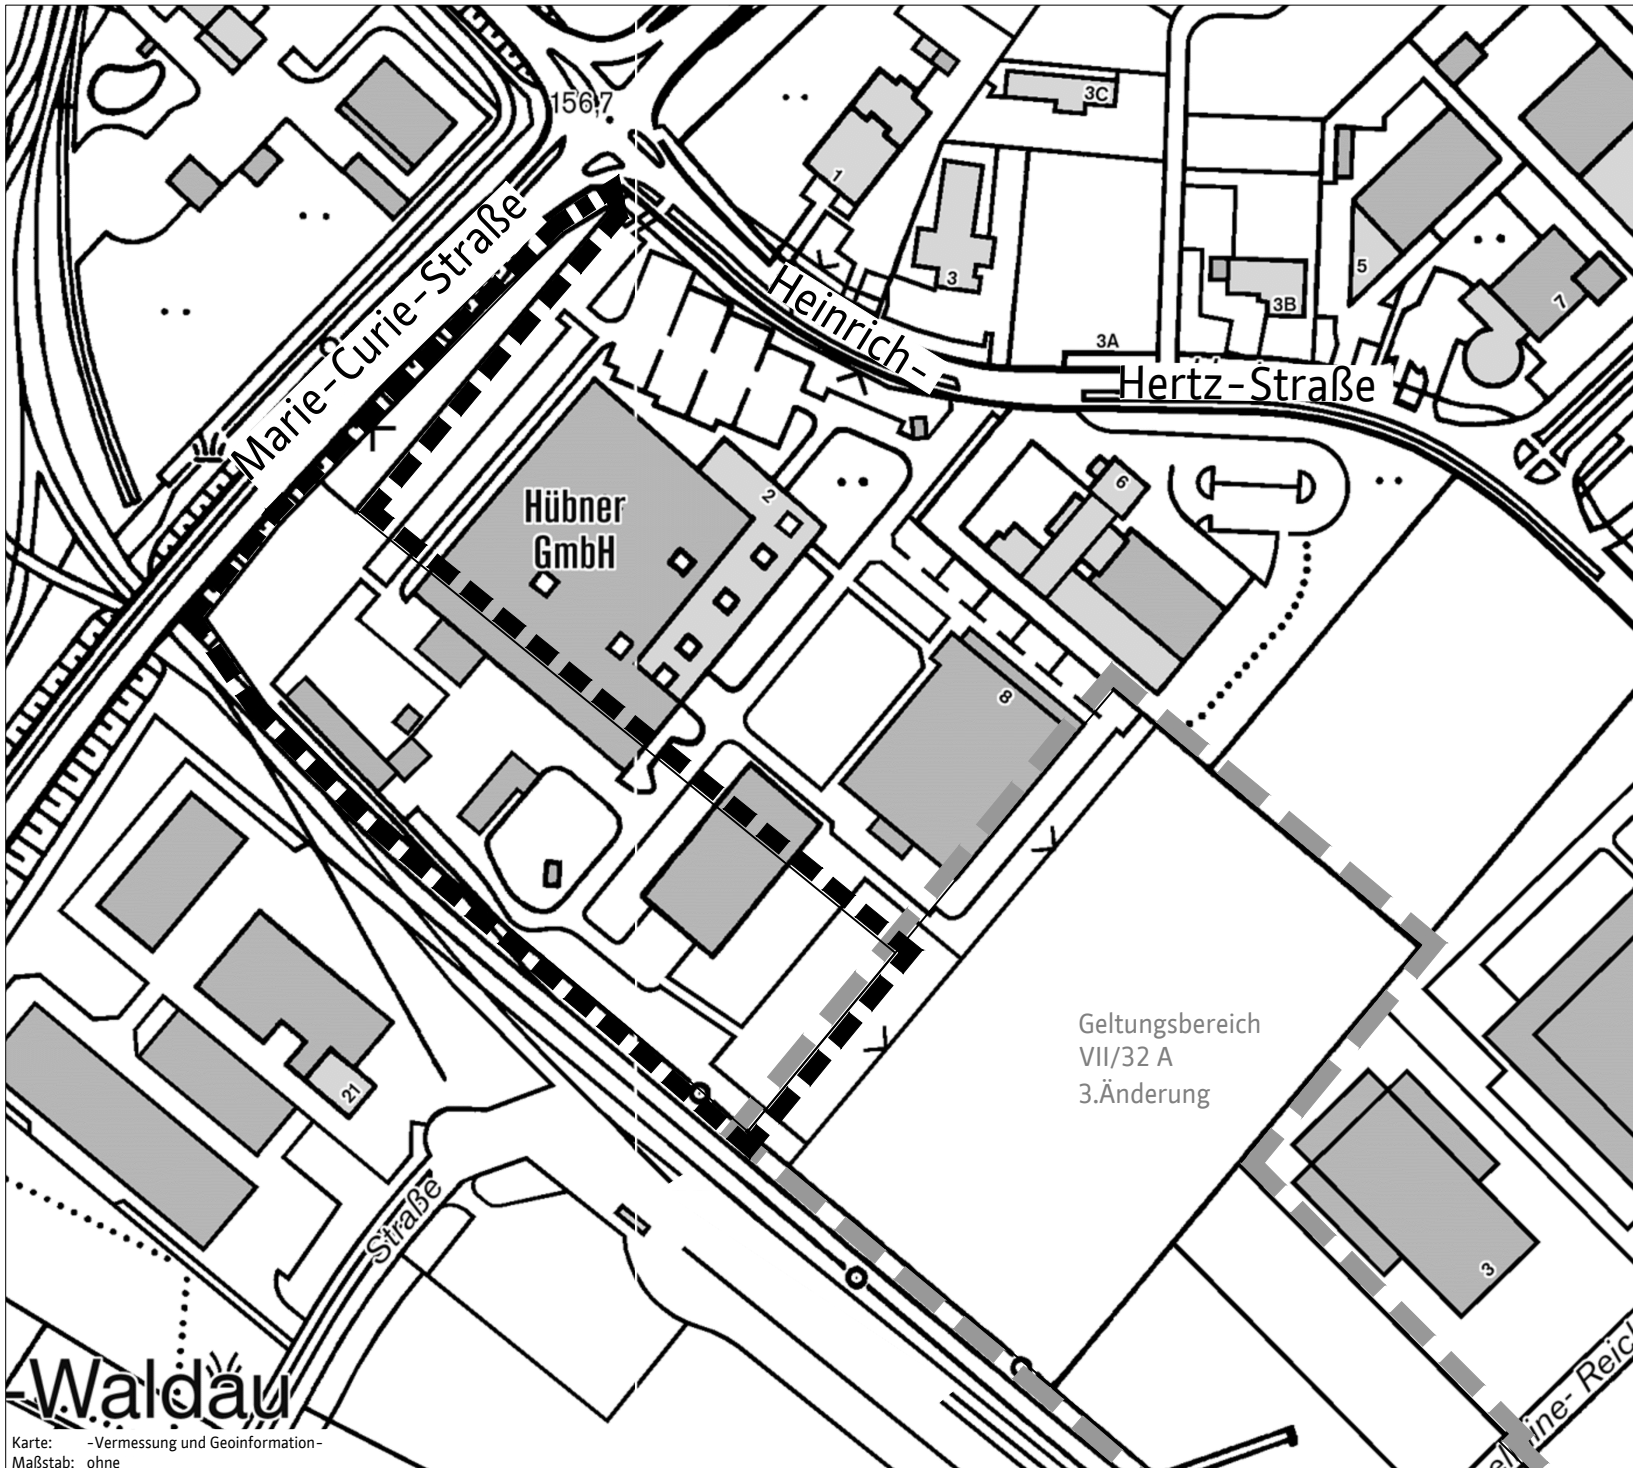 156,7
3C
1
3
5
7
3B
3A
Marie-Curie-Straße
Heinrich-
Hertz-Straße
2
6
Hübner
GmbH
8
Geltungsbereich
VII/32 A
3.Änderung
21
Straße
3
-Waldau
Karte: -Vermessung und Geoinformation-
Maßstab: ohne